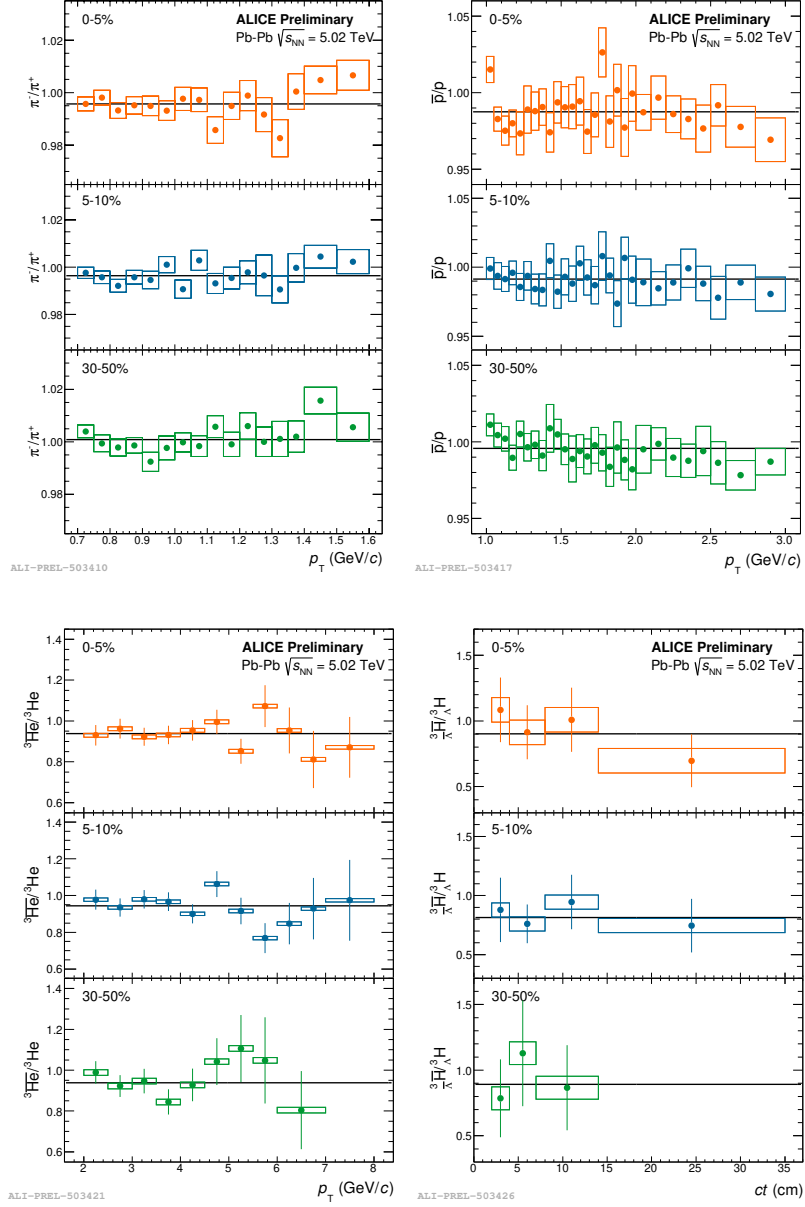 0-5%
ALICE Preliminary
Pb-Pb √sNN = 5.02 TeV
π-/π+
1.02
1.00
0.98
5-10%
π-/π+
1.02
1.00
0.98
30-50%
π-/π+
1.02
1.00
0.98
0.7 0.8 0.9 1.0 1.1 1.2 1.3 1.4 1.5 1.6
pT (GeV/c)
ALI-PREL-503410
0-5%
ALICE Preliminary
Pb-Pb √sNN = 5.02 TeV
p̅/p
1.05
1.00
0.95
5-10%
p̅/p
1.05
1.00
0.95
30-50%
p̅/p
1.05
1.00
0.95
1.0 1.5 2.0 2.5 3.0
pT (GeV/c)
ALI-PREL-503417
0-5%
ALICE Preliminary
Pb-Pb √sNN = 5.02 TeV
3H̅e̅/3He
1.4
1.2
1.0
0.8
0.6
5-10%
3H̅e̅/3He
1.4
1.2
1.0
0.8
0.6
30-50%
3H̅e̅/3He
1.4
1.2
1.0
0.8
0.6
2 3 4 5 6 7 8
pT (GeV/c)
ALI-PREL-503421
0-5%
ALICE Preliminary
Pb-Pb √sNN = 5.02 TeV
3Λ̅H̅/3ΛH
1.5
1.0
0.5
5-10%
3Λ̅H̅/3ΛH
1.5
1.0
0.5
30-50%
3Λ̅H̅/3ΛH
1.5
1.0
0.5
0 5 10 15 20 25 30 35
ct (cm)
ALI-PREL-503426